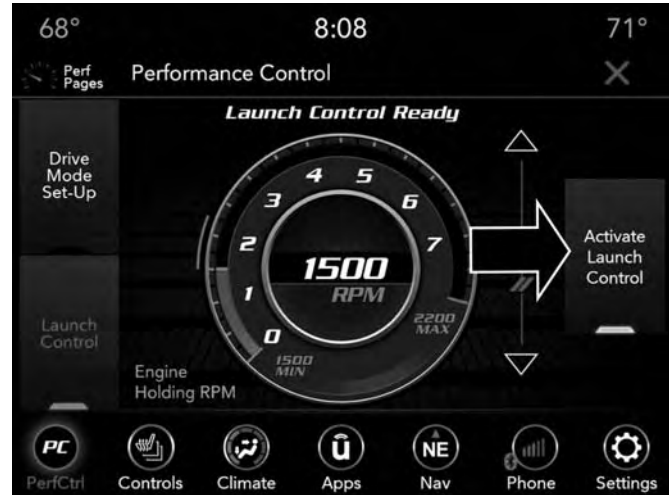 68° 8:08 71°
Perf
Pages
Performance Control
Launch Control Ready
Drive
Mode
Set-Up
Launch
Control
0
1
2
3
4
5
6
7
1500
RPM
1500
MIN
2200
MAX
Engine
Holding RPM
Activate
Launch
Control
PC
PerfCtrl
Controls
Climate
û
Apps
NE
Nav
Phone
Settings